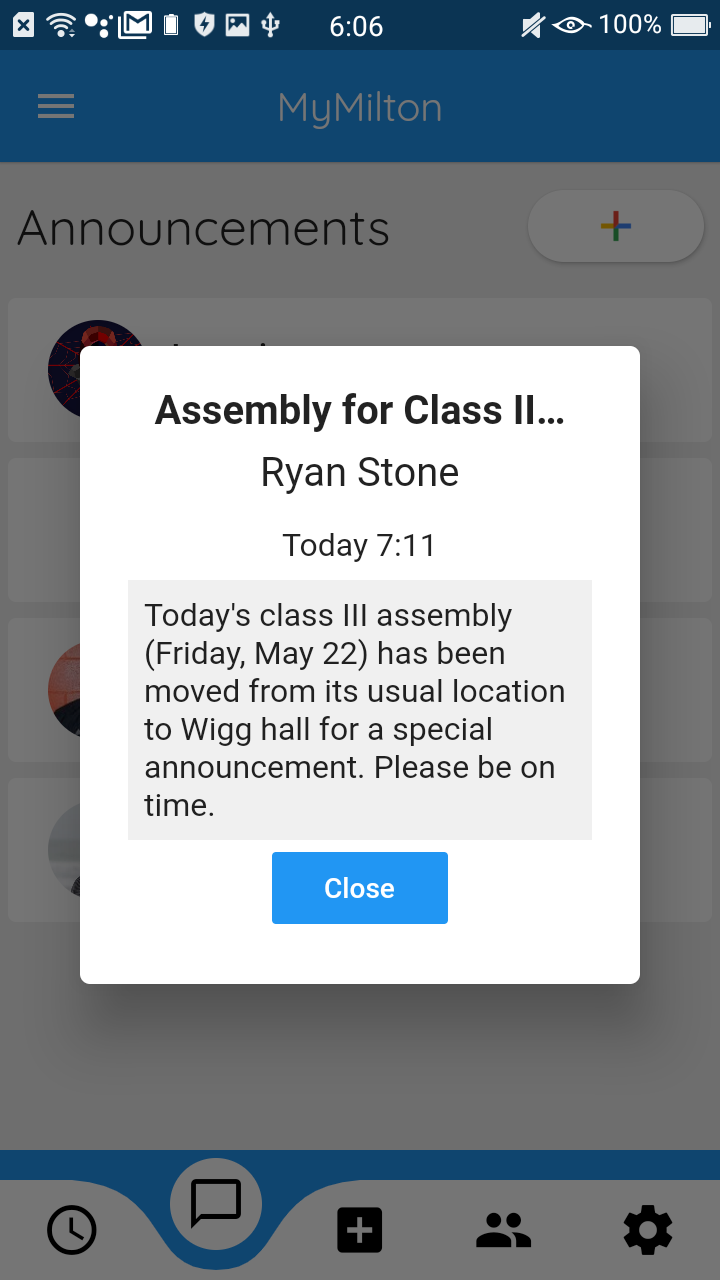 6:06
100%
MyMilton
Announcements
Assembly for Class II...
Ryan Stone
Today 7:11
Today's class III assembly
(Friday, May 22) has been
moved from its usual location
to Wigg hall for a special
announcement. Please be on
time.
Close